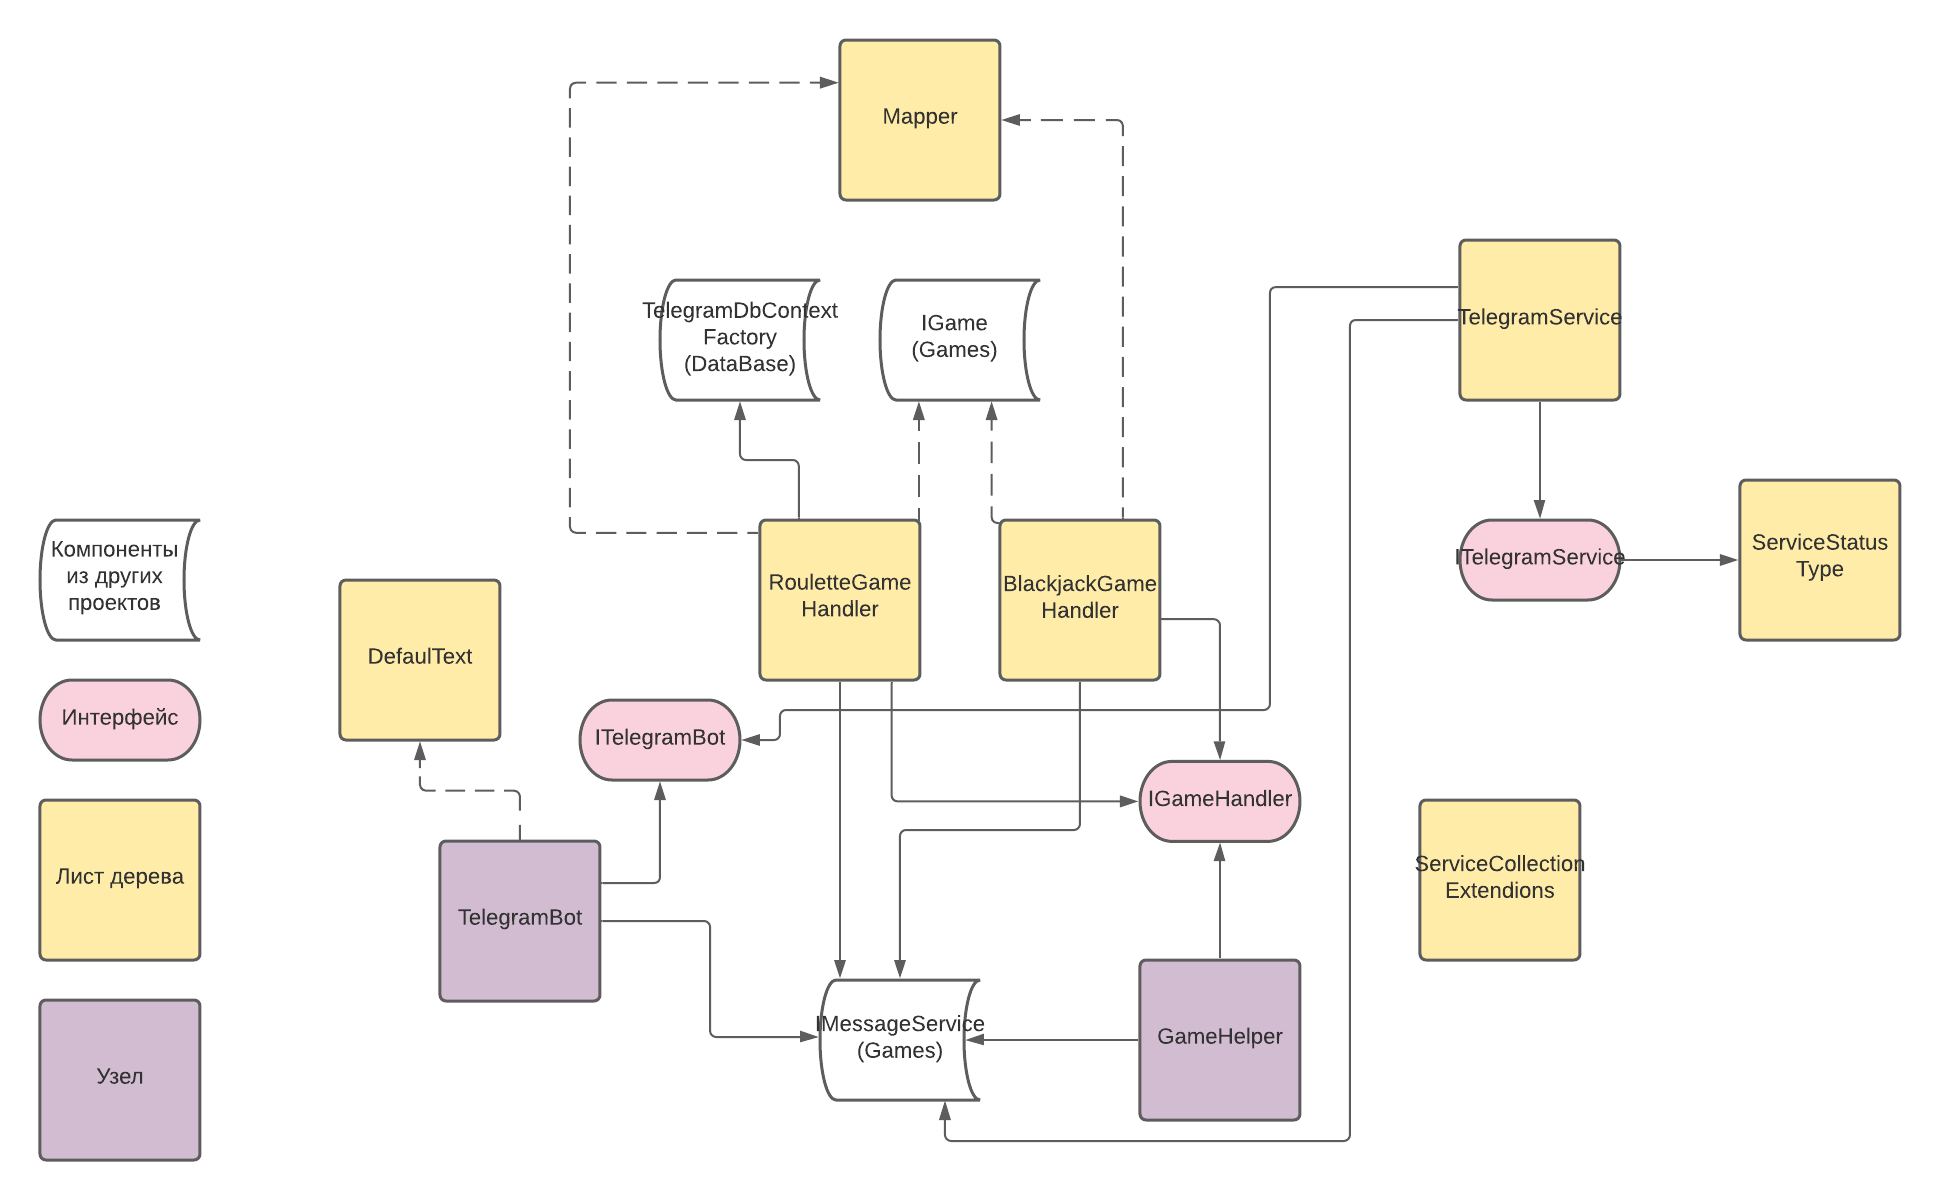 Mapper
TelegramDbContext
Factory
(DataBase)
IGame
(Games)
TelegramService
Компоненты
из других
проектов
ITelegramService
ServiceStatus
Type
RouletteGame
Handler
BlackjackGame
Handler
DefaulText
Интерфейс
ITelegramBot
IGameHandler
Лист дерева
TelegramBot
ServiceCollection
Extendions
IMessageService
(Games)
GameHelper
Узел